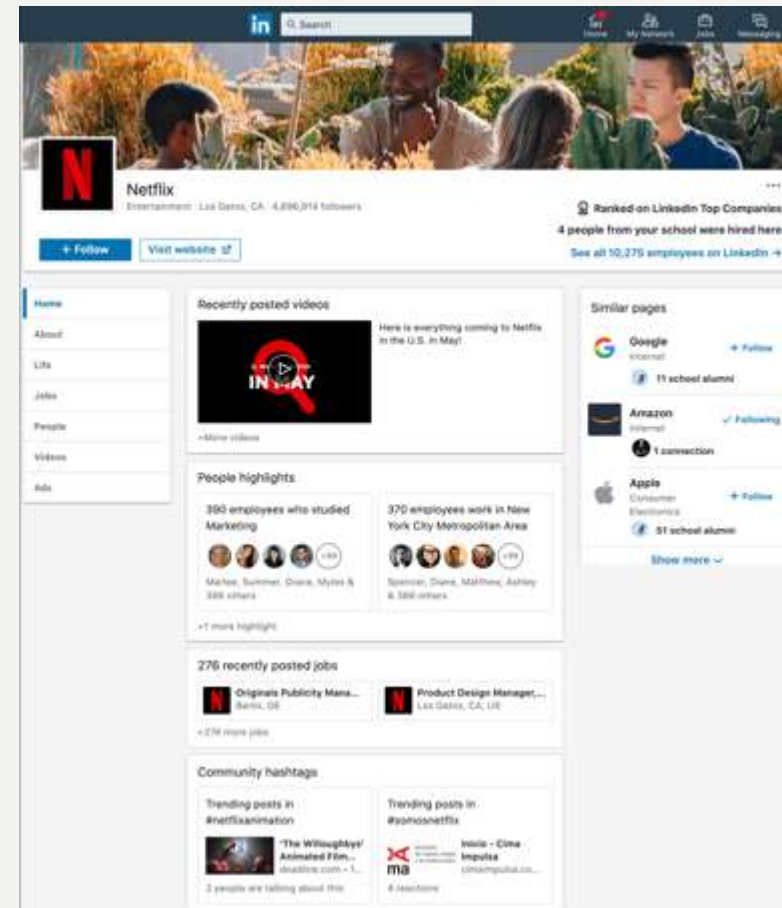 in
Search
Home
My Network
Jobs
Messaging
N
Netflix
Entertainment Los Gatos, CA
followers
Ranked on LinkedIn Top Companies
4 people from your school were hired here
+ Follow
Visit website
See all 10,275 employees on LinkedIn →
Home
About
Life
Jobs
People
Videos
Ads
Recently posted videos
IN MAY
Here is everything coming to Netflix
in the U.S. in May!
+More videos
People highlights
390 employees who studied
Marketing
Marlee, Summer, Grace, Myles &
386 others
370 employees work in New
York City Metropolitan Area
Spencer, Diane, Matthew, Ashley
& 366 others
+1 more highlight
276 recently posted jobs
N
Originals Publicity Mana...
Berlin, DE
N
Product Design Manager,...
Los Gatos, CA, US
more jobs
Community hashtags
Trending posts in
#netflixanimation
'The Willoughbys'
Animated Film...
deadline.com
2 people are talking about this
Trending posts in
#somosnetflix
ma
Inicio - Cima
Impulsa
cimaimpulsa.co...
4 reactions
Similar pages
Google
Internet
+ Follow
11 school alumni
Amazon
Internet
✓ Following
1 connection
Apple
Consumer
Electronics
+ Follow
51 school alumni
Show more